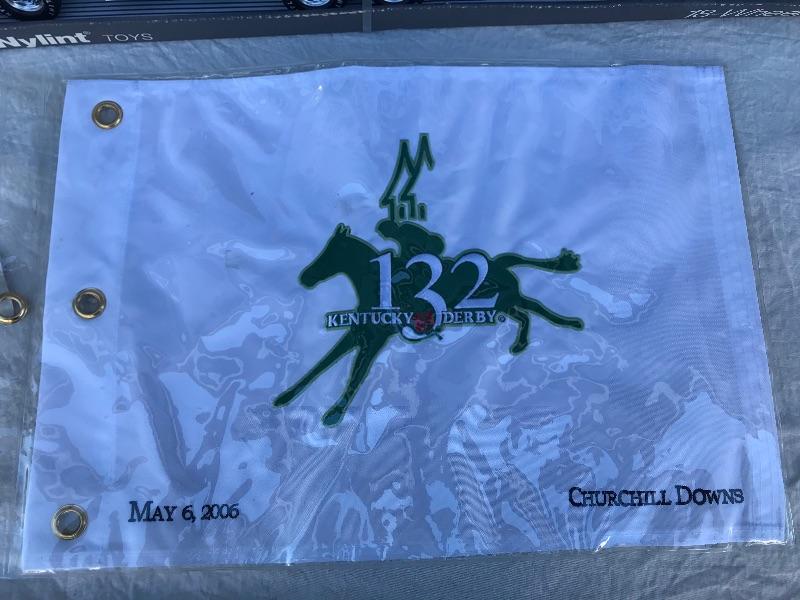 Nylint® TOYS
132
KENTUCKY DERBY®
MAY 6, 2006
CHURCHILL DOWNS